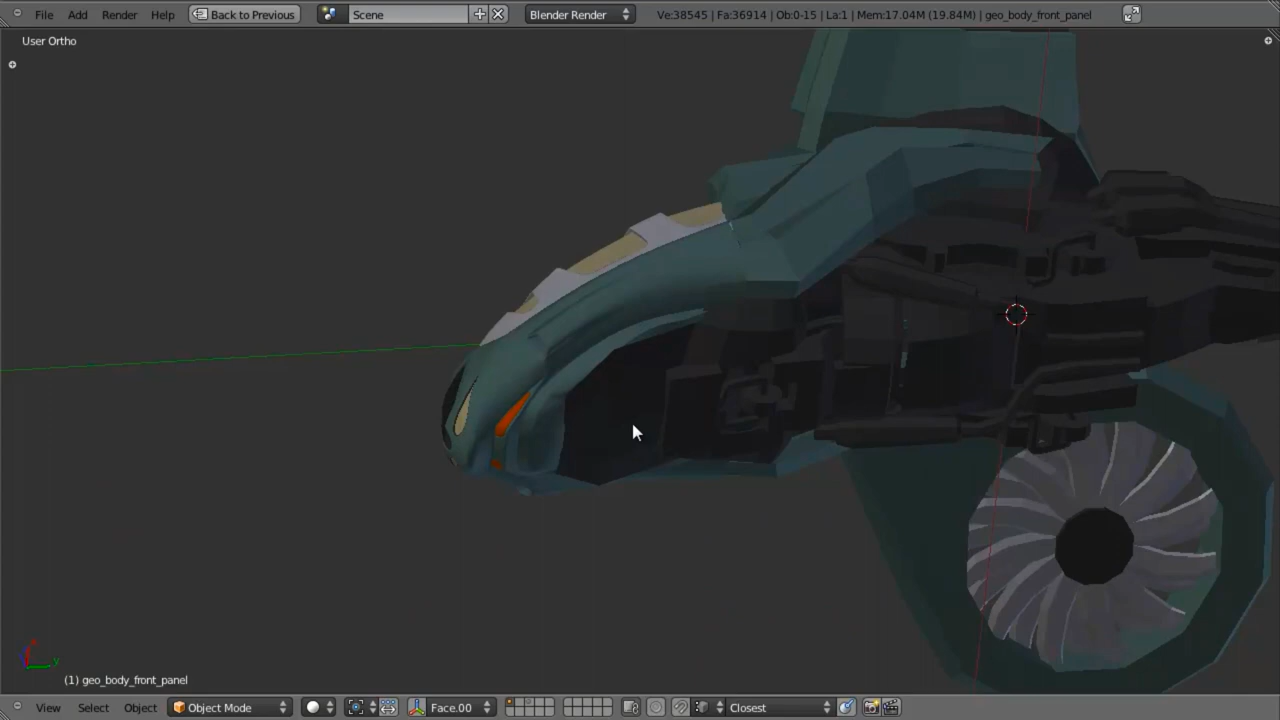 File Add Render Help Back to Previous Scene Blender Render Ve:38545 | Fa:36914 | Ob:0-15 | La:1 | Mem:17.04M (19.84M) | geo_body_front_panel
User Ortho
y
(1) geo_body_front_panel
View Select Object Object Mode Face.00 Closest